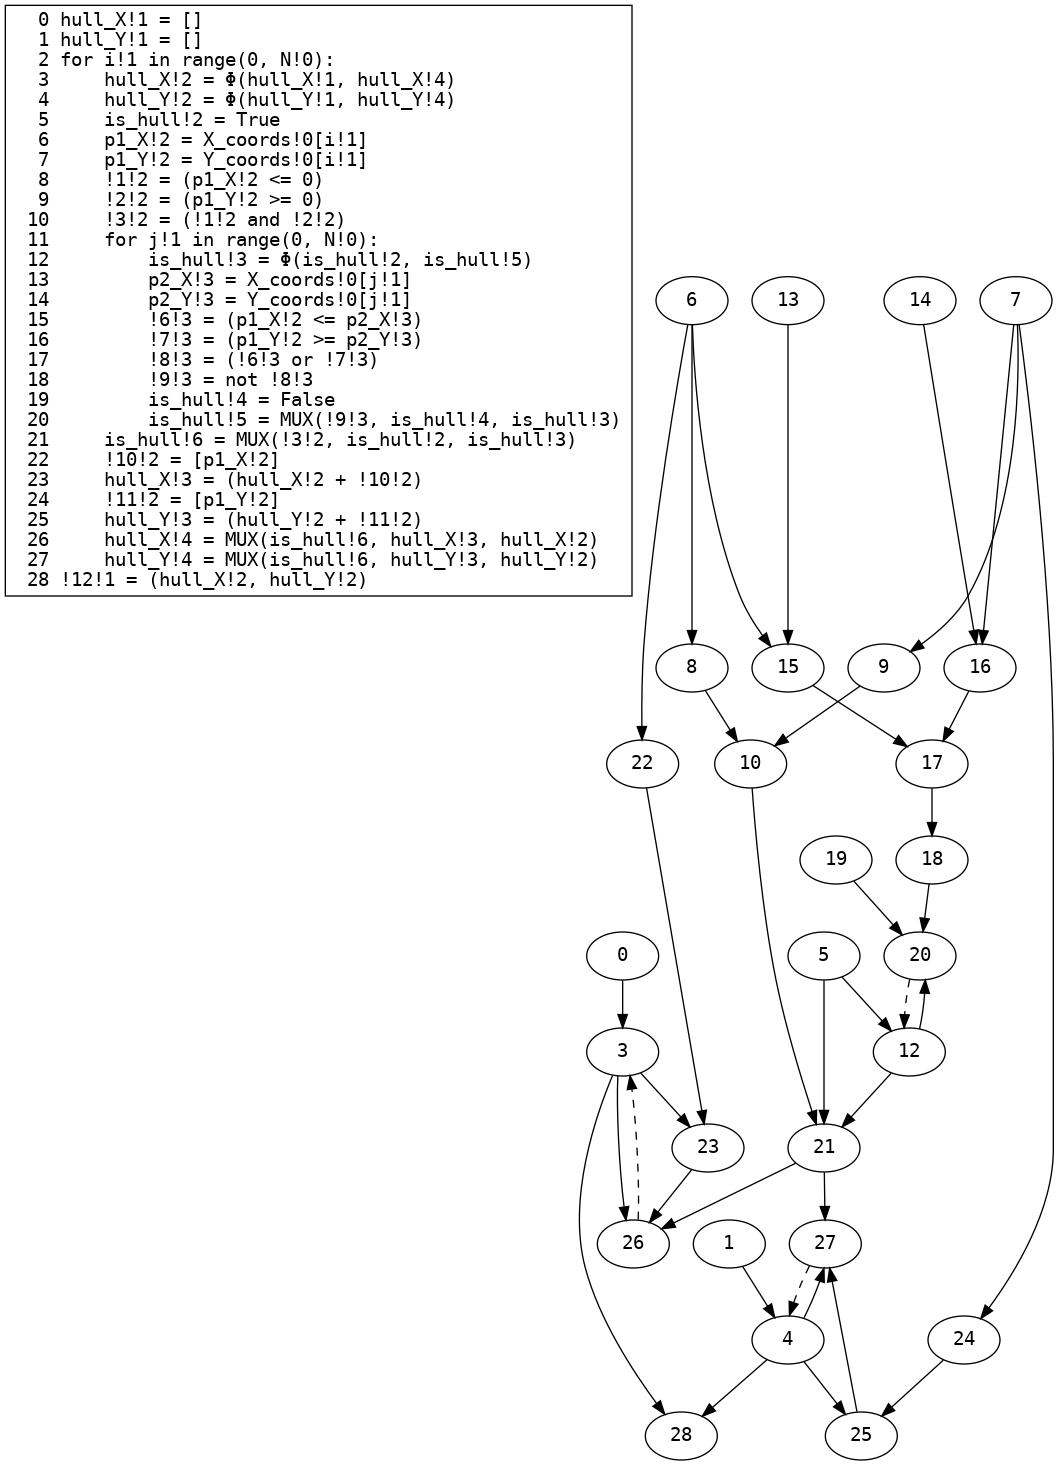 0 hull_X!1 = []
1 hull_Y!1 = []
2 for i!1 in range(0, N!0):
3     hull_X!2 = Φ(hull_X!1, hull_X!4)
4     hull_Y!2 = Φ(hull_Y!1, hull_Y!4)
5     is_hull!2 = True
6     p1_X!2 = X_coords!0[i!1]
7     p1_Y!2 = Y_coords!0[i!1]
8     !1!2 = (p1_X!2 <= 0)
9     !2!2 = (p1_Y!2 >= 0)
10     !3!2 = (!1!2 and !2!2)
11     for j!1 in range(0, N!0):
12         is_hull!3 = Φ(is_hull!2, is_hull!5)
13         p2_X!3 = X_coords!0[j!1]
14         p2_Y!3 = Y_coords!0[j!1]
15         !6!3 = (p1_X!2 <= p2_X!3)
16         !7!3 = (p1_Y!2 >= p2_Y!3)
17         !8!3 = (!6!3 or !7!3)
18         !9!3 = not !8!3
19         is_hull!4 = False
20         is_hull!5 = MUX(!9!3, is_hull!4, is_hull!3)
21     is_hull!6 = MUX(!3!2, is_hull!2, is_hull!3)
22     !10!2 = [p1_X!2]
23     hull_X!3 = (hull_X!2 + !10!2)
24     !11!2 = [p1_Y!2]
25     hull_Y!3 = (hull_Y!2 + !11!2)
26     hull_X!4 = MUX(is_hull!6, hull_X!3, hull_X!2)
27     hull_Y!4 = MUX(is_hull!6, hull_Y!3, hull_Y!2)
28 !12!1 = (hull_X!2, hull_Y!2)
6 13 14 7
8 15 9 16
22 10 17
19 18
0 5 20
3 12
23 21
26 1 27
4 24
28 25